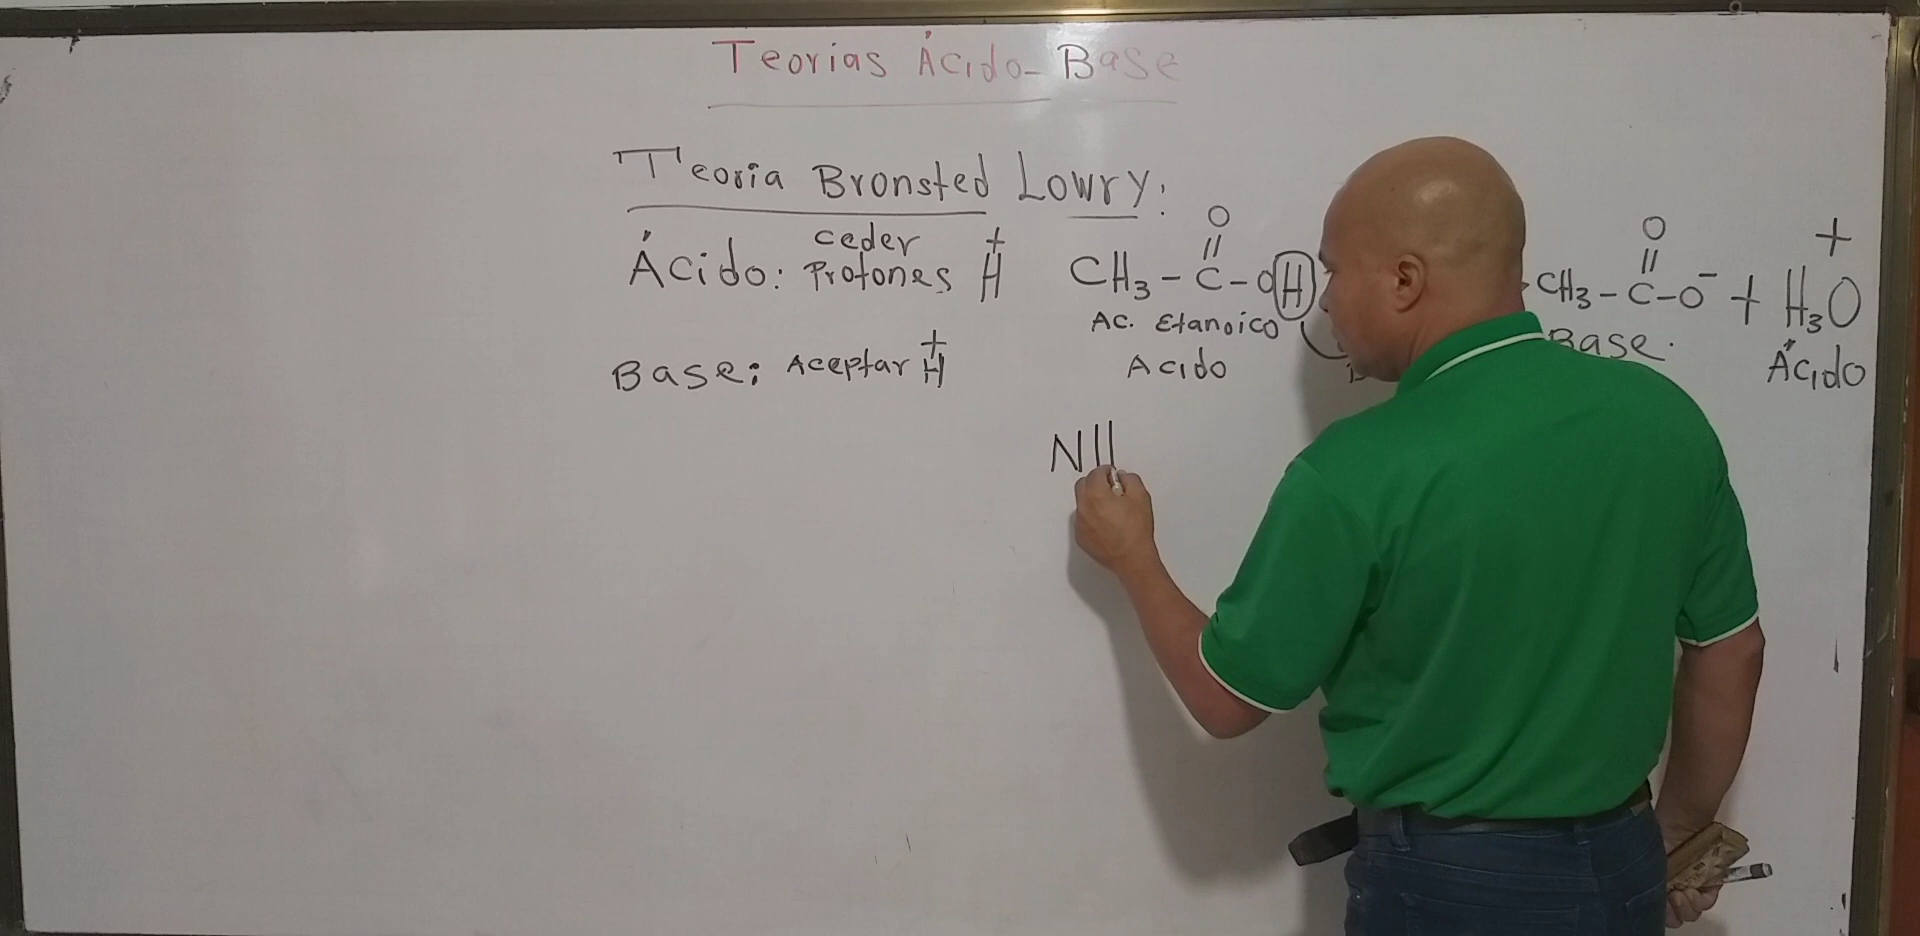 Teorias Ácido-Base
Teoria Bronsted Lowry:
Ácido: ceder Protones H+
Base: Aceptar H+
O
||
CH3-C-OH
Ac. Etanoico
Acido
O
||
CH3-C-O- + H3O+
Base.
Ácido
N||